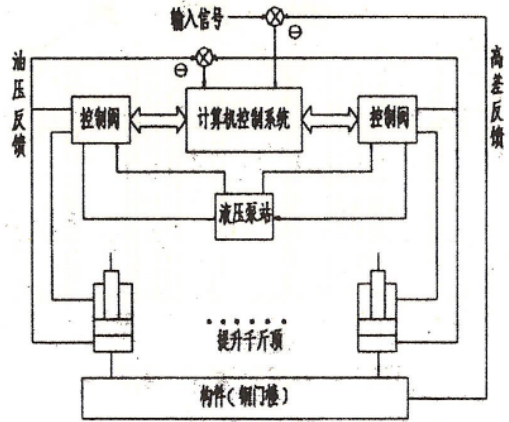 输入信号
⊖
⊖
油压反馈
高差反馈
控制阀
计算机控制系统
控制阀
液压泵站
提升千斤顶
构件(钢门楼)